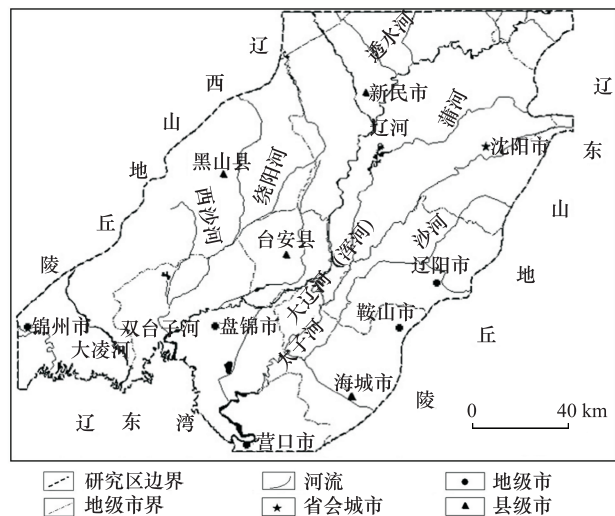 辽西山地丘陵
辽东山地丘陵
透水河
新民市
辽河
蒲河
沈阳市
黑山县
绕阳河
西沙河
台安县
大辽河(浑河)
沙河
辽阳市
锦州市
双台子河
盘锦市
太子河
鞍山市
大凌河
海城市
辽东湾
营口市
0 40 km
研究区边界 河流 地级市
地级市界 省会城市 县级市